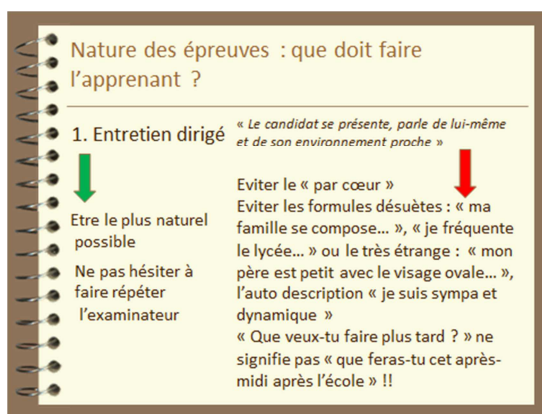 Nature des épreuves : que doit faire
l'apprenant ?
1. Entretien dirigé
« Le candidat se présente, parle de lui-même
et de son environnement proche »
Etre le plus naturel
possible
Ne pas hésiter à
faire répéter
l'examinateur
Eviter le « par cœur »
Eviter les formules désuètes : « ma
famille se compose... », « je fréquente
le lycée... » ou le très étrange : « mon
père est petit avec le visage ovale... »,
l'auto description « je suis sympa et
dynamique »
« Que veux-tu faire plus tard ? » ne
signifie pas « que feras-tu cet après-
midi après l'école » !!